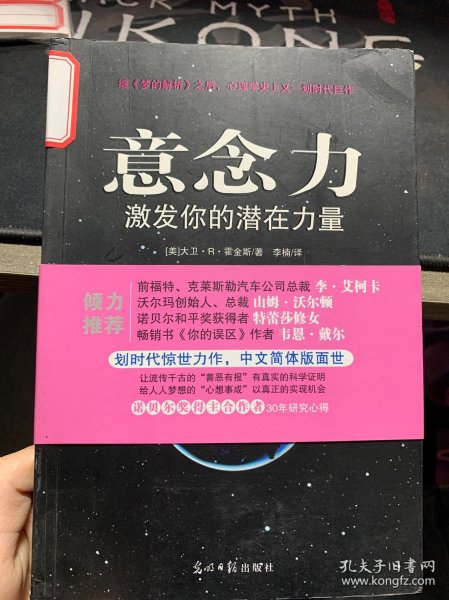 BLACK MYTH
KONG
继《梦的解析》之后，心理学史上又一划时代巨作
意念力
激发你的潜在力量
[美]大卫·R·霍金斯/著 李楠/译
倾力推荐
前福特、克莱斯勒汽车公司总裁 李·艾柯卡
沃尔玛创始人、总裁 山姆·沃尔顿
诺贝尔和平奖获得者 特蕾莎修女
畅销书《你的误区》作者 韦恩·戴尔
划时代惊世力作，中文简体版面世
让流传千古的“善恶有报”有真实的科学证明
给人人梦想的“心想事成”以真正的实现机会
诺贝尔奖得主合作者30年研究心得
光明日报出版社
孔夫子旧书网
www.kongfz.com